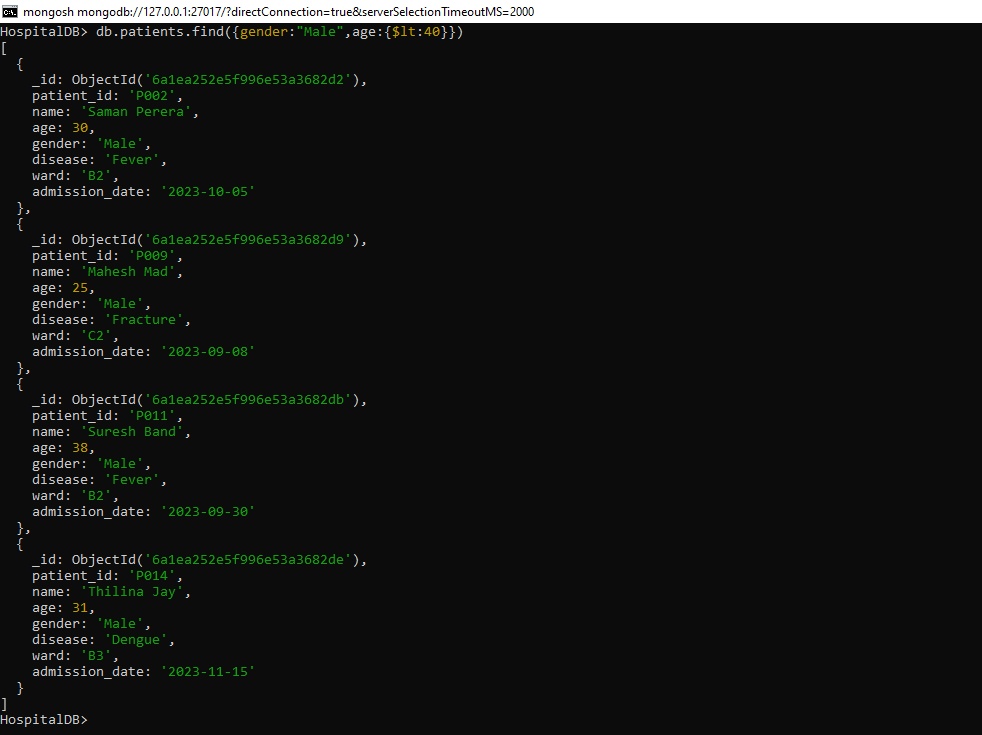 mongosh mongodb://127.0.0.1:27017/?directConnection=true&serverSelectionTimeoutMS=2000
HospitalDB> db.patients.find({gender:"Male",age:{$lt:40}})
[
  {
    _id: ObjectId('6a1ea252e5f996e53a3682d2'),
    patient_id: 'P002',
    name: 'Saman Perera',
    age: 30,
    gender: 'Male',
    disease: 'Fever',
    ward: 'B2',
    admission_date: '2023-10-05'
  },
  {
    _id: ObjectId('6a1ea252e5f996e53a3682d9'),
    patient_id: 'P009',
    name: 'Mahesh Mad',
    age: 25,
    gender: 'Male',
    disease: 'Fracture',
    ward: 'C2',
    admission_date: '2023-09-08'
  },
  {
    _id: ObjectId('6a1ea252e5f996e53a3682db'),
    patient_id: 'P011',
    name: 'Suresh Band',
    age: 38,
    gender: 'Male',
    disease: 'Fever',
    ward: 'B2',
    admission_date: '2023-09-30'
  },
  {
    _id: ObjectId('6a1ea252e5f996e53a3682de'),
    patient_id: 'P014',
    name: 'Thilina Jay',
    age: 31,
    gender: 'Male',
    disease: 'Dengue',
    ward: 'B3',
    admission_date: '2023-11-15'
  }
]
HospitalDB>